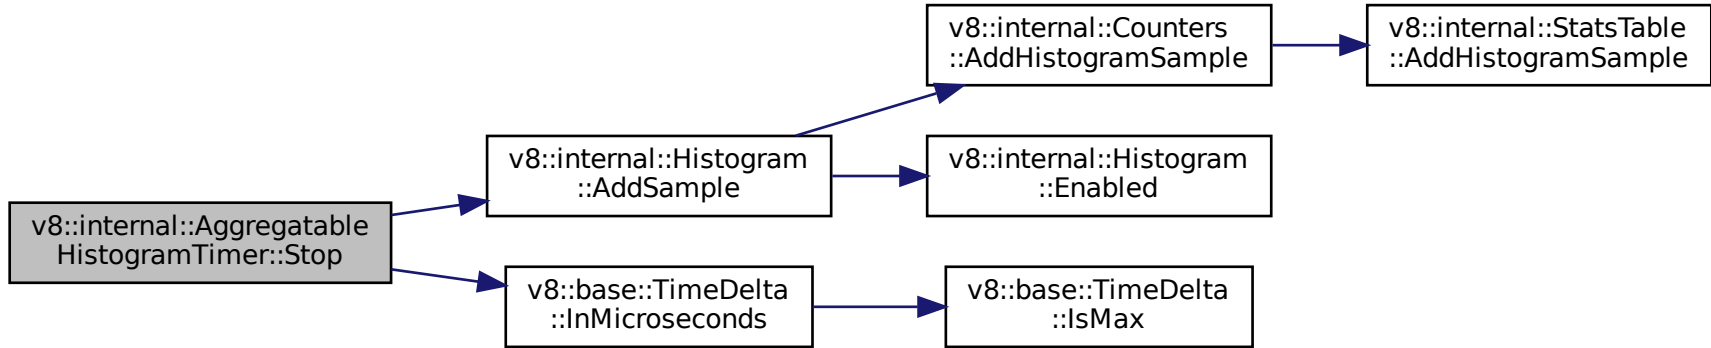 v8::internal::Aggregatable
HistogramTimer::Stop
v8::internal::Histogram
::AddSample
v8::internal::Counters
::AddHistogramSample
v8::internal::StatsTable
::AddHistogramSample
v8::internal::Histogram
::Enabled
v8::base::TimeDelta
::InMicroseconds
v8::base::TimeDelta
::IsMax